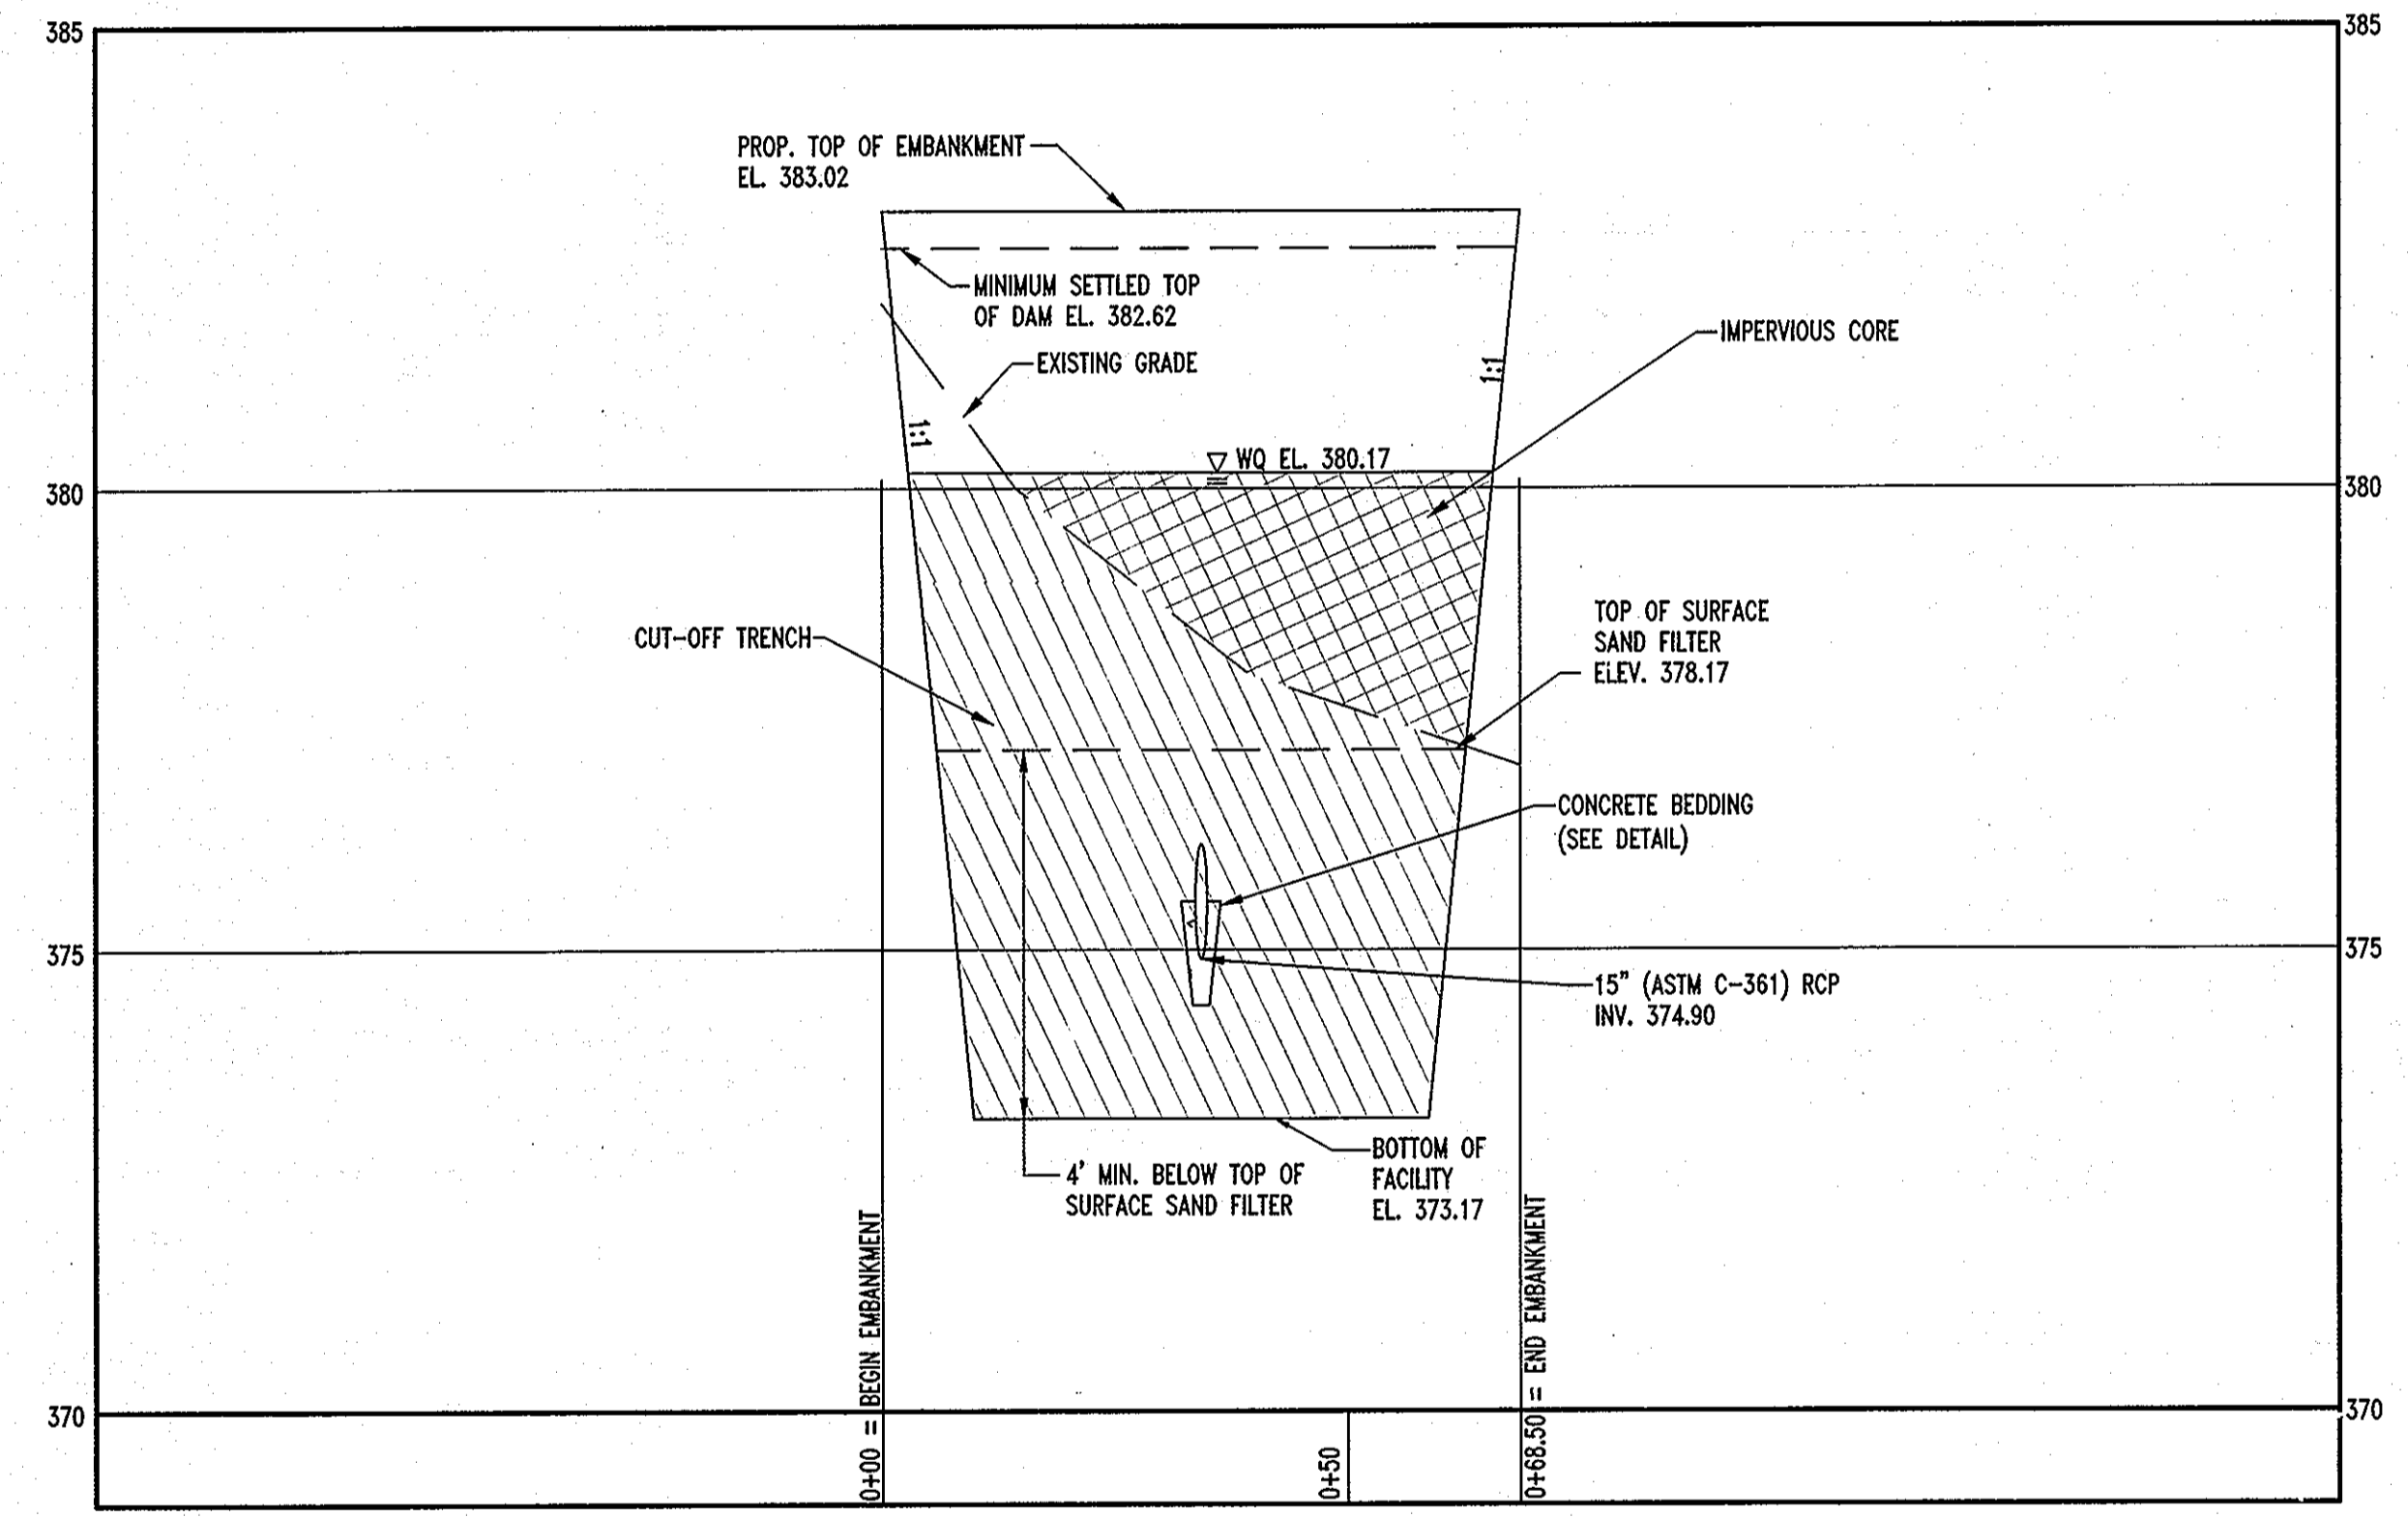 385
385
PROP. TOP OF EMBANKMENT
EL. 383.02
MINIMUM SETTLED TOP
OF DAM EL. 382.62
IMPERVIOUS CORE
EXISTING GRADE
1:1
1:1
WQ EL. 380.17
380
380
TOP OF SURFACE
SAND FILTER
ELEV. 378.17
CUT-OFF TRENCH
CONCRETE BEDDING
(SEE DETAIL)
375
375
15" (ASTM C-361) RCP
INV. 374.90
4' MIN. BELOW TOP OF
SURFACE SAND FILTER
BOTTOM OF
FACILITY
EL. 373.17
370
370
0+00 = BEGIN EMBANKMENT
0+50
0+68.50 = END EMBANKMENT